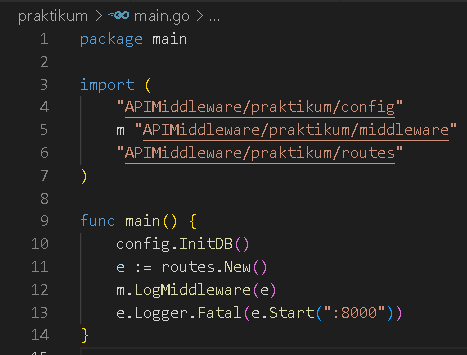 praktikum > main.go > ...
1 package main
2
3 import (
4 "APIMiddleware/praktikum/config"
5 m "APIMiddleware/praktikum/middleware"
6 "APIMiddleware/praktikum/routes"
7 )
8
9 func main() {
10 config.InitDB()
11 e := routes.New()
12 m.LogMiddleware(e)
13 e.Logger.Fatal(e.Start(":8000"))
14 }
15